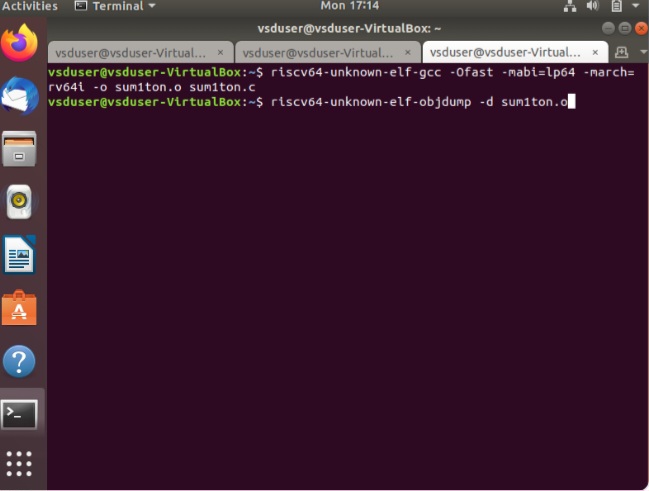 Activities Terminal Mon 17:14
vsduser@vsduser-VirtualBox: ~
vsduser@vsduser-Virtual... × vsduser@vsduser-Virtual... × vsduser@vsduser-Virtual... ×
vsduser@vsduser-VirtualBox:~$ riscv64-unknown-elf-gcc -Ofast -mabi=lp64 -march=
rv64i -o sum1ton.o sum1ton.c
vsduser@vsduser-VirtualBox:~$ riscv64-unknown-elf-objdump -d sum1ton.o